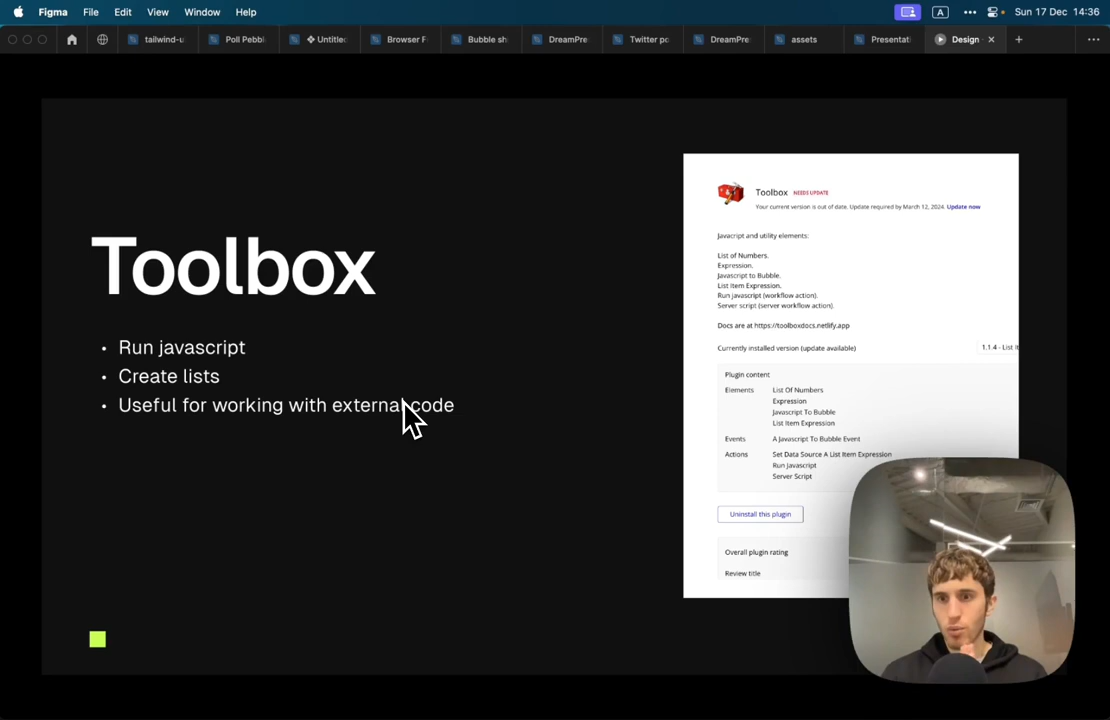 Figma File Edit View Window Help
A
Sun 17 Dec 14:36
tailwind-u
Poll Pebbl
Untitled
Browser F
Bubble sh
DreamPre
Twitter po
DreamPre
assets
Presentati
Design
Toolbox
• Run javascript
• Create lists
• Useful for working with external code
Toolbox NEEDS UPDATE
Your current version is out of date. Update required by March 12, 2024. Update now
Javascript and utility elements:
List of Numbers.
Expression.
Javascript to Bubble.
List Item Expression.
Run javascript (workflow action).
Server script (server workflow action).
Docs are at https://toolboxdocs.netlify.app
Currently installed version (update available)
1.1.4 - List It
Plugin content
Elements
List Of Numbers
Expression
Javascript To Bubble
List Item Expression
Events
A Javascript To Bubble Event
Actions
Set Data Source A List Item Expression
Run Javascript
Server Script
Uninstall this plugin
Overall plugin rating
Review title